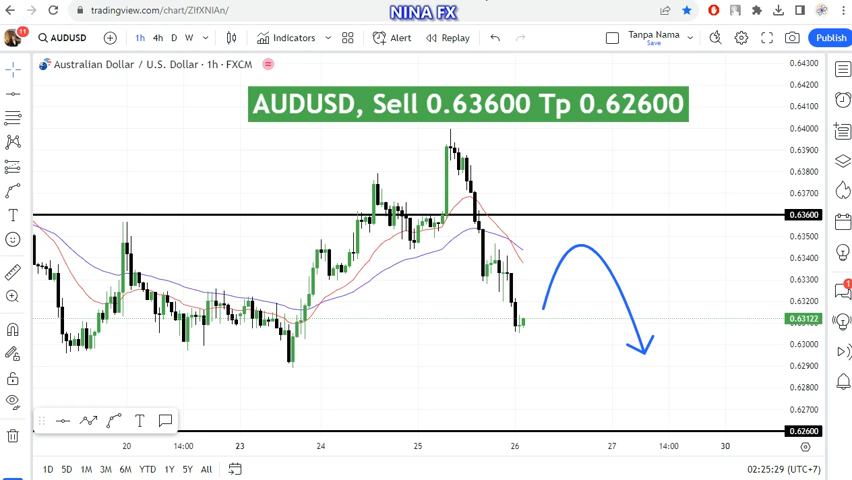 NINA FX
tradingview.com/chart/ZIfXNIAn/
11
AUDUSD
1h 4h D W
Indicators
Alert
Replay
Tanpa Nama
Save
Publish
Australian Dollar / U.S. Dollar · 1h · FXCM
AUDUSD, Sell 0.63600 Tp 0.62600
0.64300
0.64200
0.64100
0.64000
0.63900
0.63800
0.63700
0.63600
0.63500
0.63400
0.63300
0.63200
0.63122
0.63000
0.62900
0.62800
0.62700
0.62600
1
20 14:00 23 24 25 26 27 14:00 30
1D 5D 1M 3M 6M YTD 1Y 5Y All
02:25:29 (UTC+7)